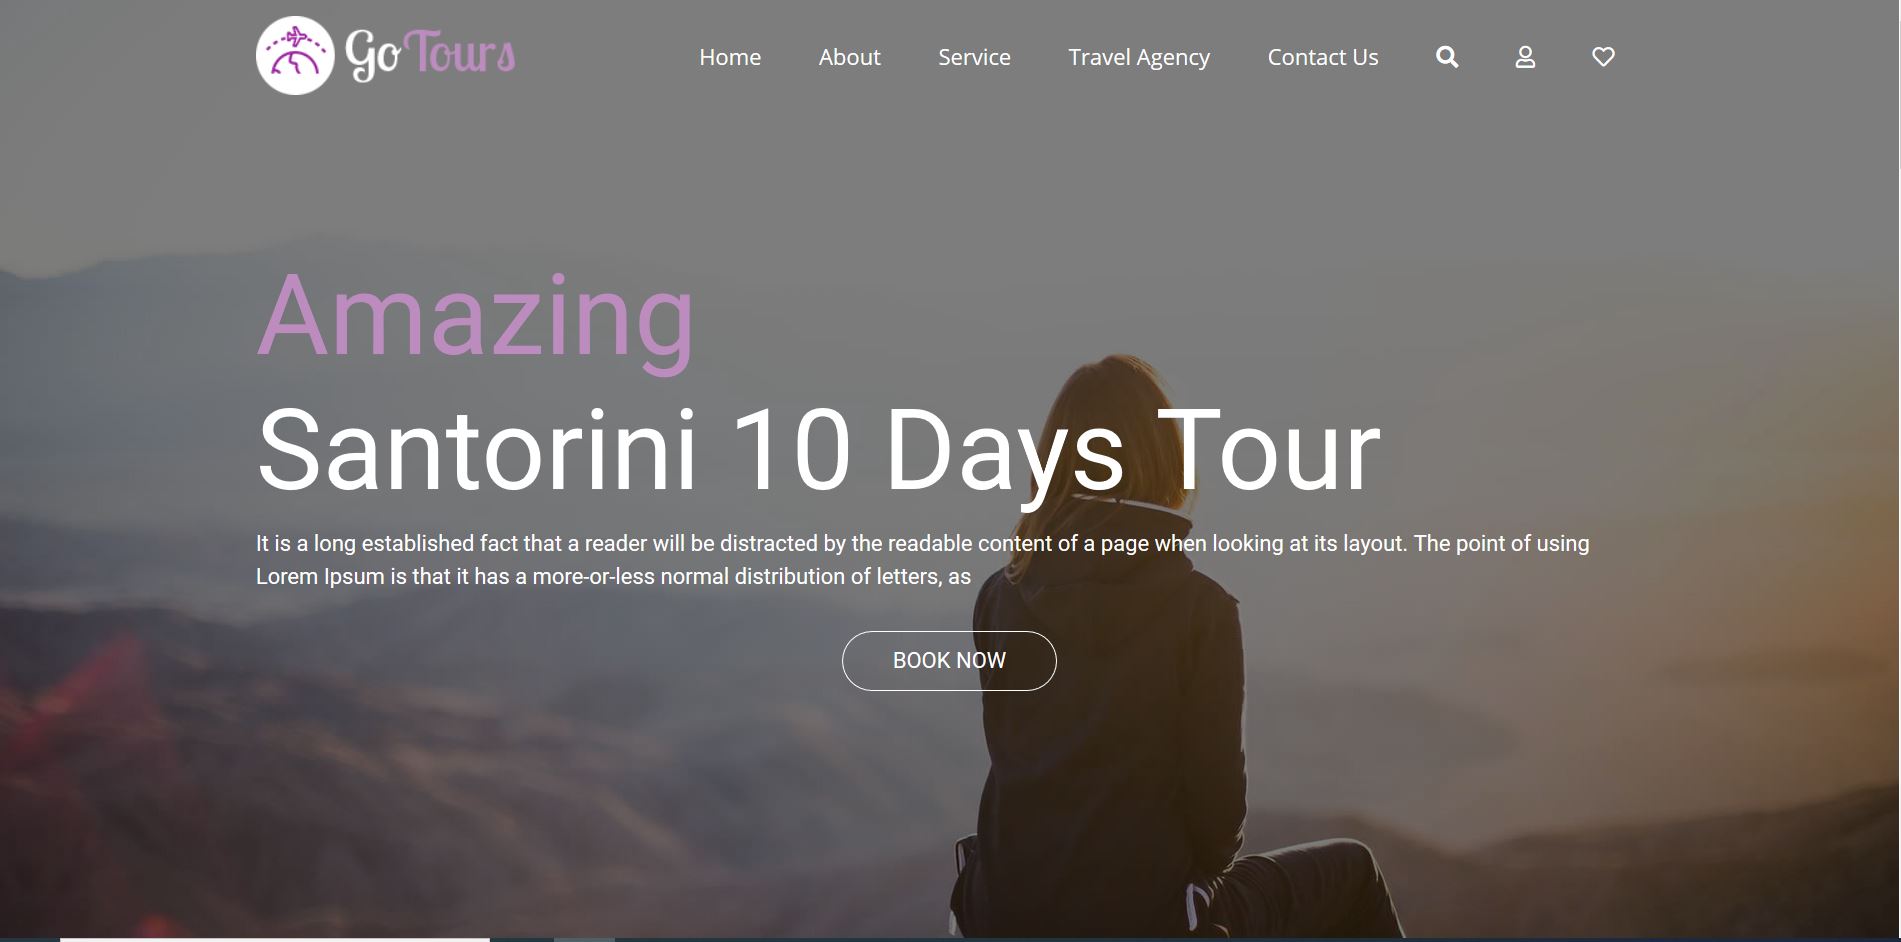 Go Tours
Home About Service Travel Agency Contact Us
Amazing
Santorini 10 Days Tour
It is a long established fact that a reader will be distracted by the readable content of a page when looking at its layout. The point of using
Lorem Ipsum is that it has a more-or-less normal distribution of letters, as
BOOK NOW